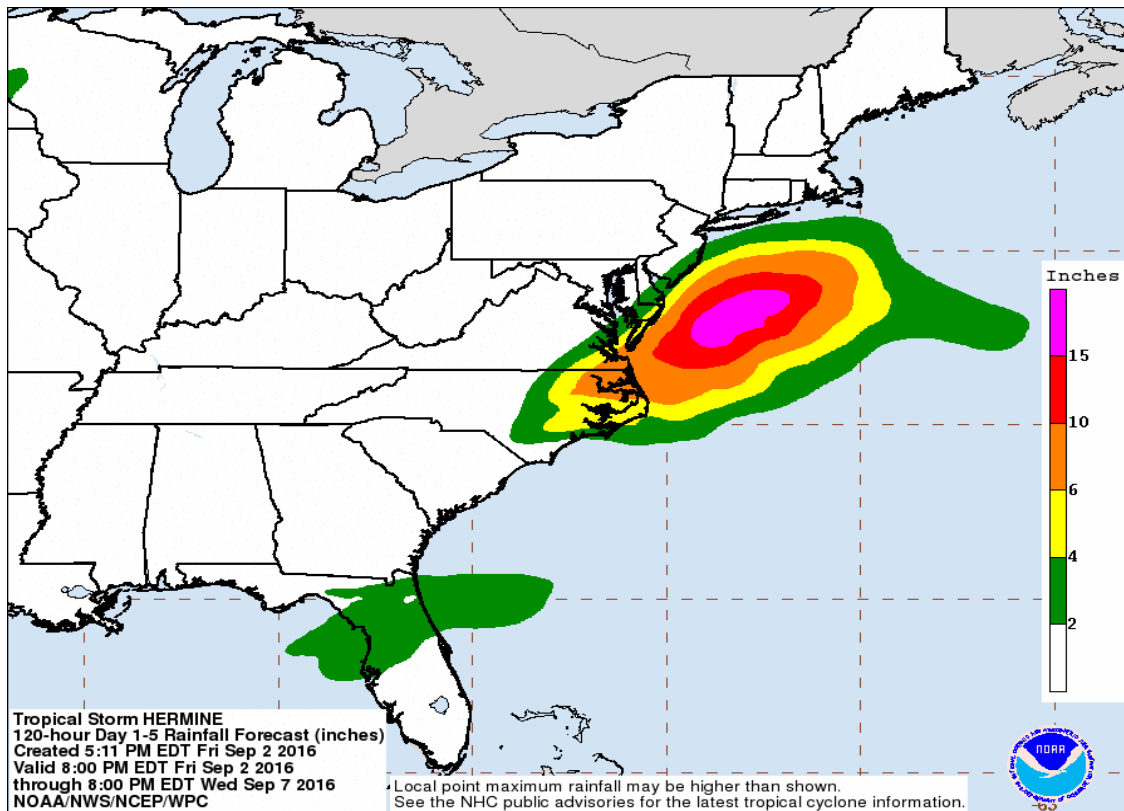 Inches
15
10
6
4
2
Tropical Storm HERMINE
120-hour Day 1-5 Rainfall Forecast (inches)
Created 5:11 PM EDT Fri Sep 2 2016
Valid 8:00 PM EDT Fri Sep 2 2016
through 8:00 PM EDT Wed Sep 7 2016
NOAA/NWS/NCEP/WPC
Local point maximum rainfall may be higher than shown.
See the NHC public advisories for the latest tropical cyclone information.
NOAA